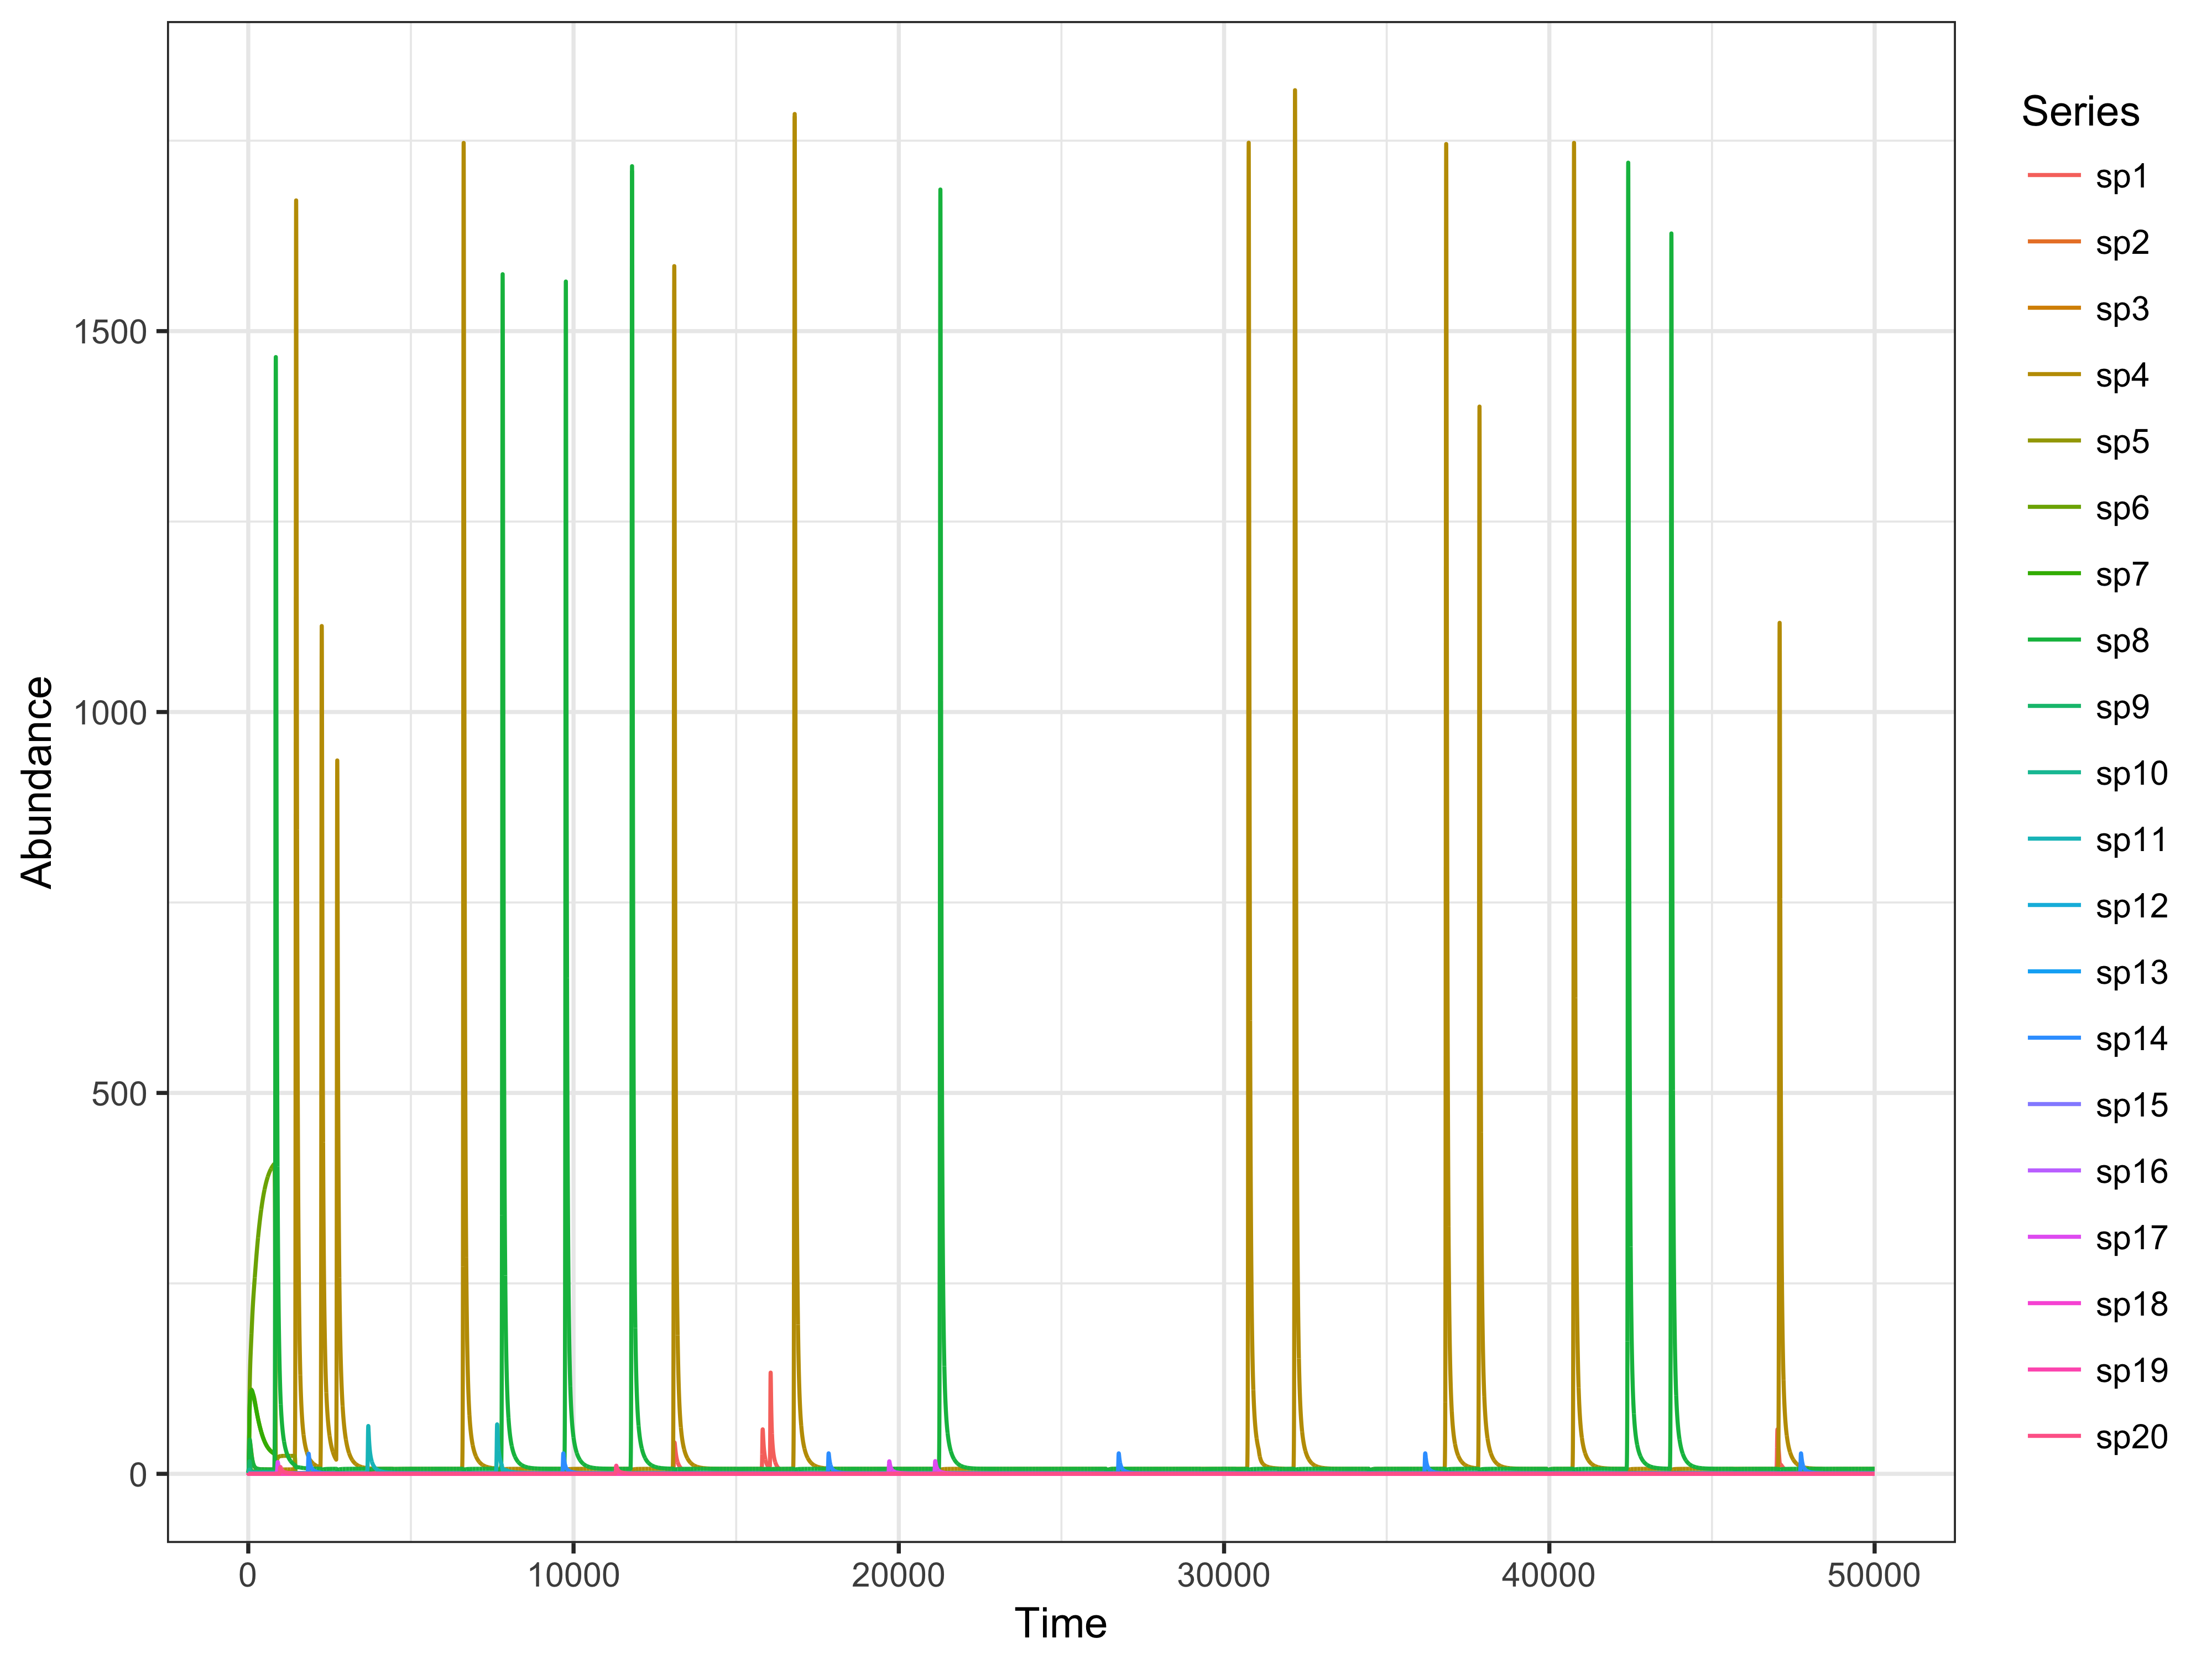 Abundance
1500
1000
500
0
0 10000 20000 30000 40000 50000
Time
Series
sp1
sp2
sp3
sp4
sp5
sp6
sp7
sp8
sp9
sp10
sp11
sp12
sp13
sp14
sp15
sp16
sp17
sp18
sp19
sp20